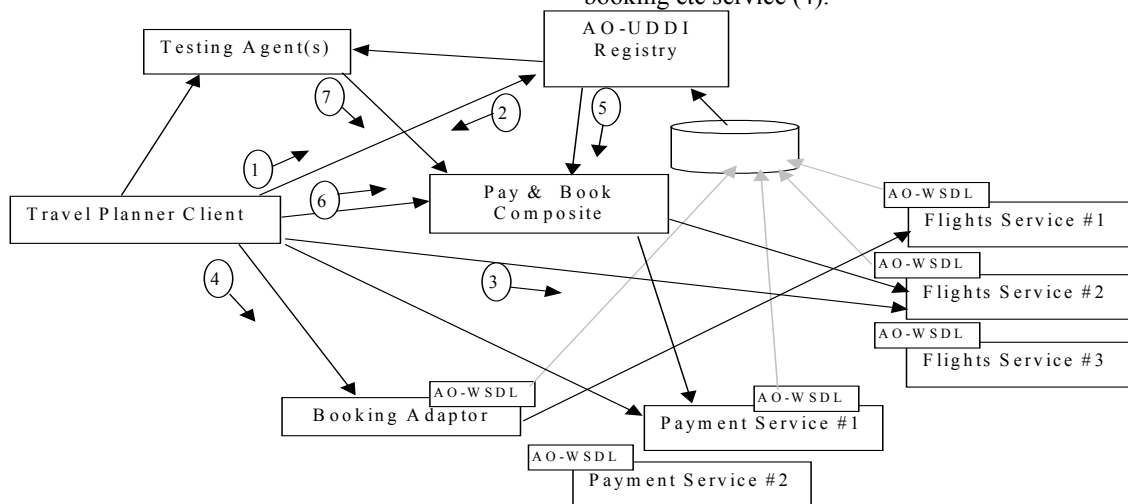 booking etc service (4).
AO-UDDI
Registry
Testing Agent(s)
7
2
5
1
6
Pay & Book
Composite
Travel Planner Client
AO-WSDL
Flights Service #1
4
3
AO-WSDL
Flights Service #2
AO-WSDL
Flights Service #3
AO-WSDL
Booking Adaptor
AO-WSDL
Payment Service #1
AO-WSDL
Payment Service #2